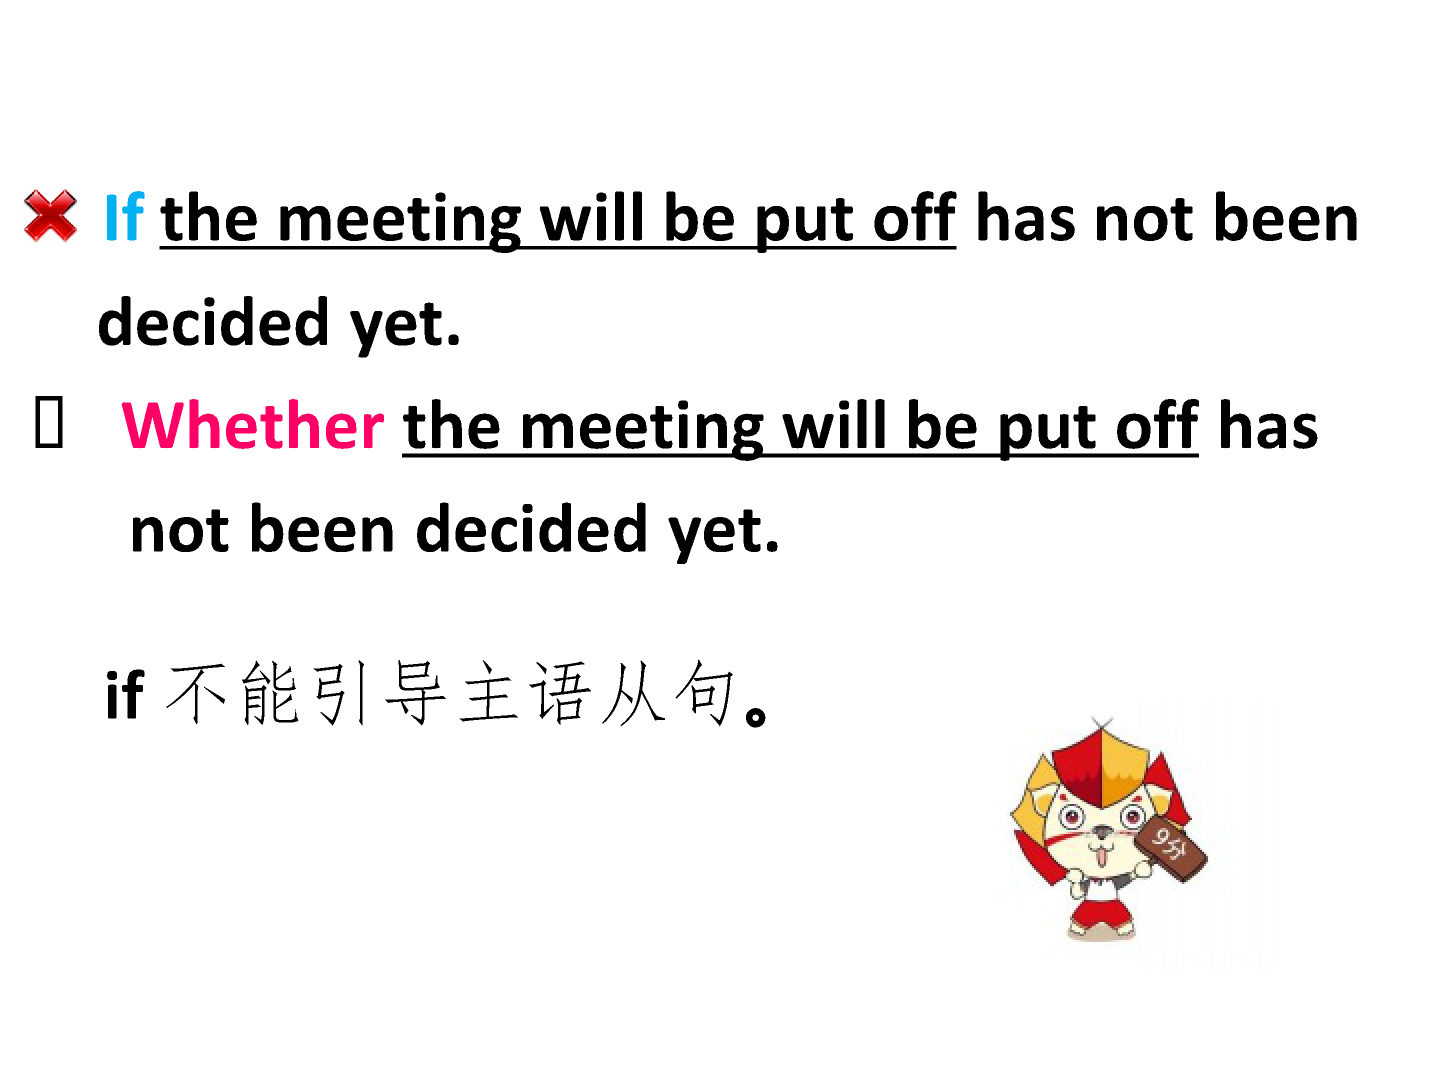 If the meeting will be put off has not been
decided yet.
Whether the meeting will be put off has
not been decided yet.
if 不能引导主语从句。
9分